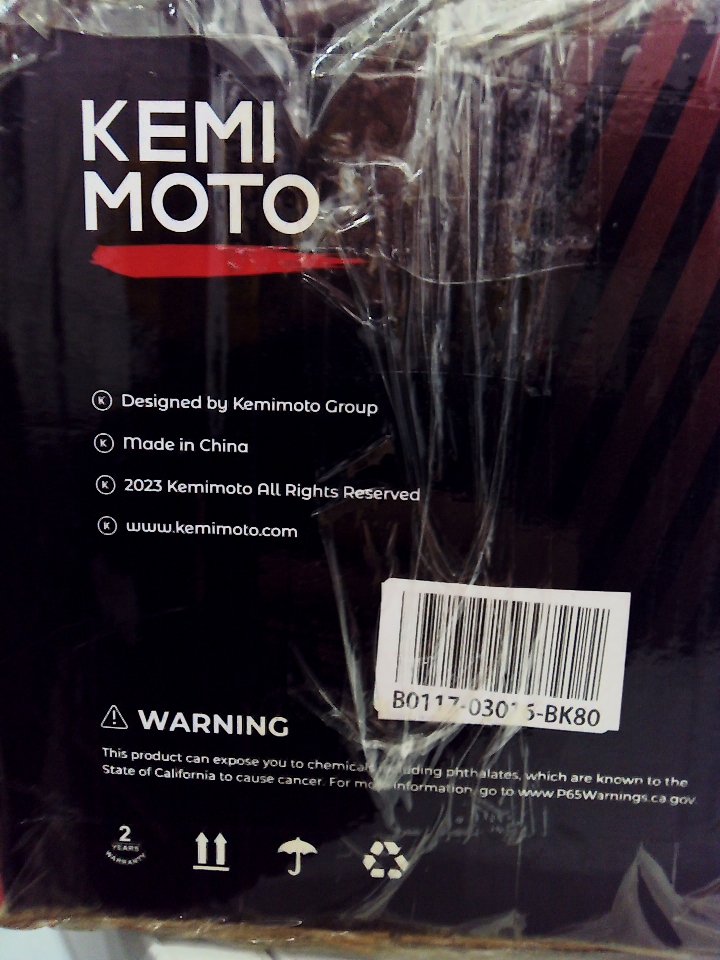 KEMI
MOTO
K Designed by Kemimoto Group
K Made in China
K 2023 Kemimoto All Rights Reserved
K www.kemimoto.com
WARNING
This product can expose you to phthalates, which are known to the
State of California to cause cancer. For information, go to www.P65Warnings.ca.gov
2
YEARS
WARRANTY